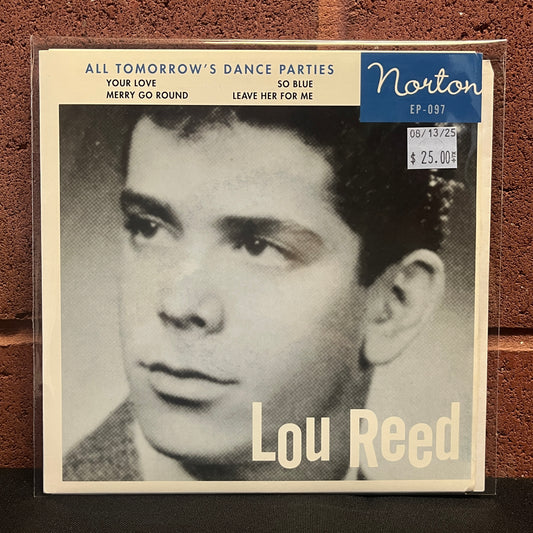 ALL TOMORROW'S DANCE PARTIES
YOUR LOVE SO BLUE
MERRY GO ROUND LEAVE HER FOR ME
Norton
EP-097
08/13/25
$ 25.00
Lou Reed